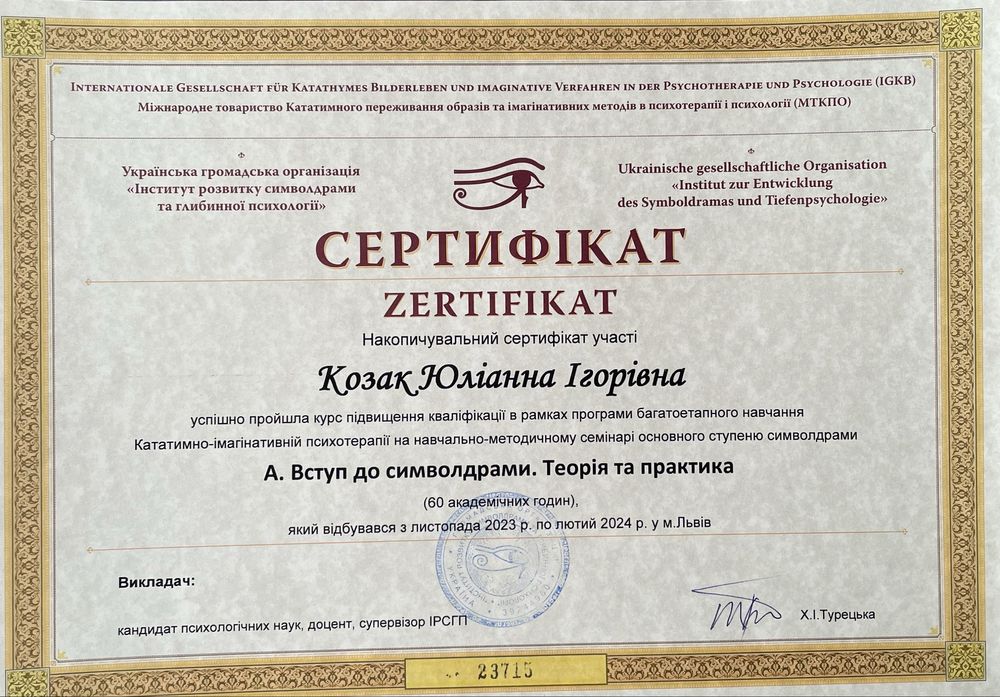 INTERNATIONALE GESELLSCHAFT FÜR KATATHYMES BILDERLEBEN UND IMAGINATIVE VERFAHREN IN DER PSYCHOTHERAPIE UND PSYCHOLOGIE (IGKB)
Міжнародне товариство Кататимного переживання образів та імагінативних методів в психотерапії і психології (МТКПО)
Українська громадська організація
«Інститут розвитку символдрами
та глибинної психології»
Ukrainische gesellschaftliche Organisation
«Institut zur Entwicklung
des Symboldramas und Tiefenpsychologie»
СЕРТИФІКАТ
ZERTIFIKAT
Накопичувальний сертифікат участі
Козак Юліанна Ігорівна
успішно пройшла курс підвищення кваліфікації в рамках програми багатоетапного навчання
Кататимно-імагінативній психотерапії на навчально-методичному семінарі основного ступеню символдрами
А. Вступ до символдрами. Теорія та практика
(60 академічних годин),
який відбувався з листопада 2023 р. по лютий 2024 р. у м.Львів
Викладач:
кандидат психологічних наук, доцент, супервізор ІРСГП
Х.І.Турецька
УКРАЇНА
23715